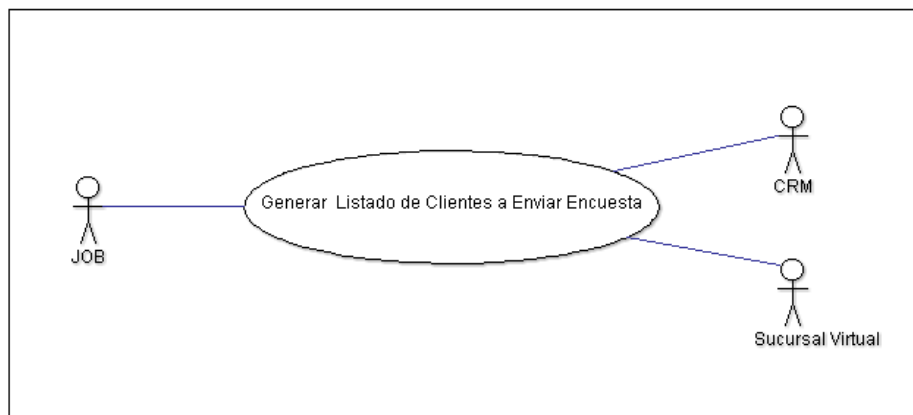 CRM
Generar Listado de Clientes a Enviar Encuesta
JOB
Sucursal Virtual